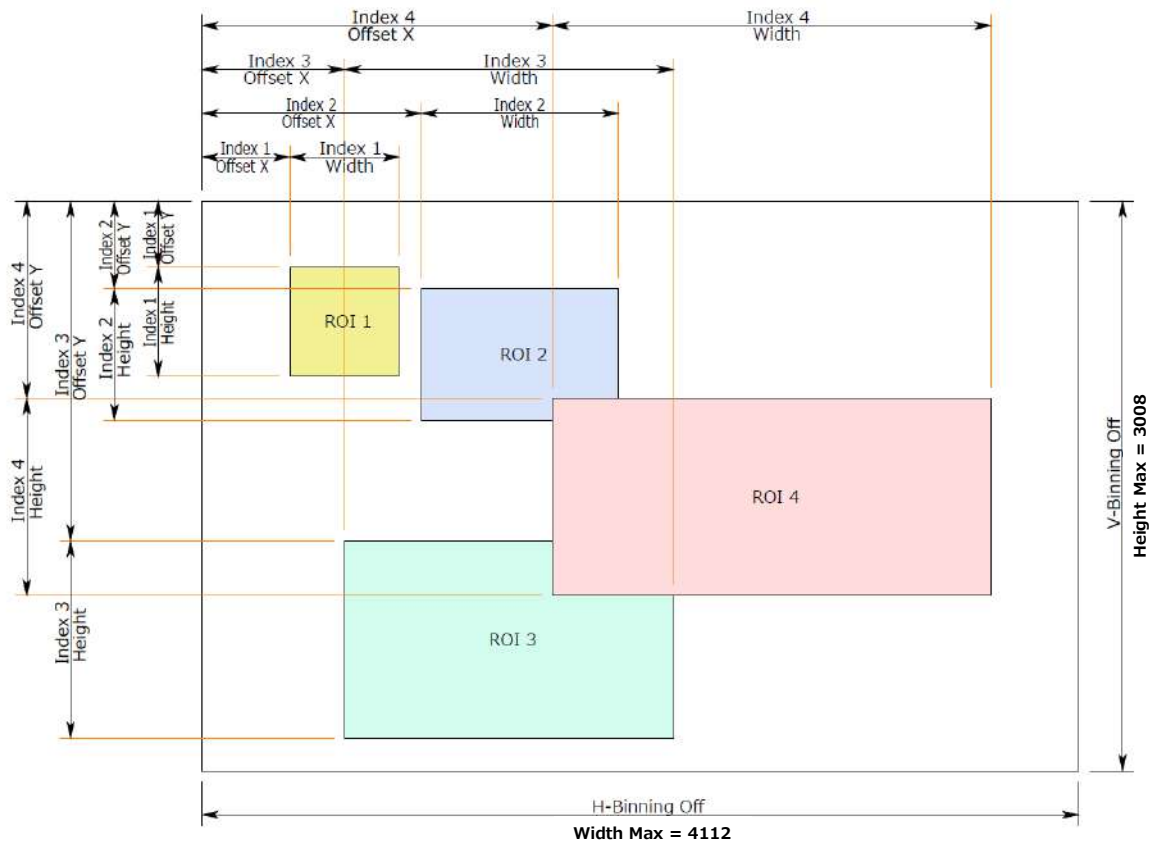 Index 4
Offset X
Index 4
Width
Index 3
Offset X
Index 3
Width
Index 2
Offset X
Index 2
Width
Index 1
Offset X
Index 1
Width
Index 4
Offset Y
Index 3
Offset Y
Index 2
Offset Y
Index 1
Offset Y
Index 2
Height
Index 1
Height
Index 4
Height
Index 3
Height
ROI 1
ROI 2
ROI 4
ROI 3
V-Binning Off
Height Max = 3008
H-Binning Off
Width Max = 4112